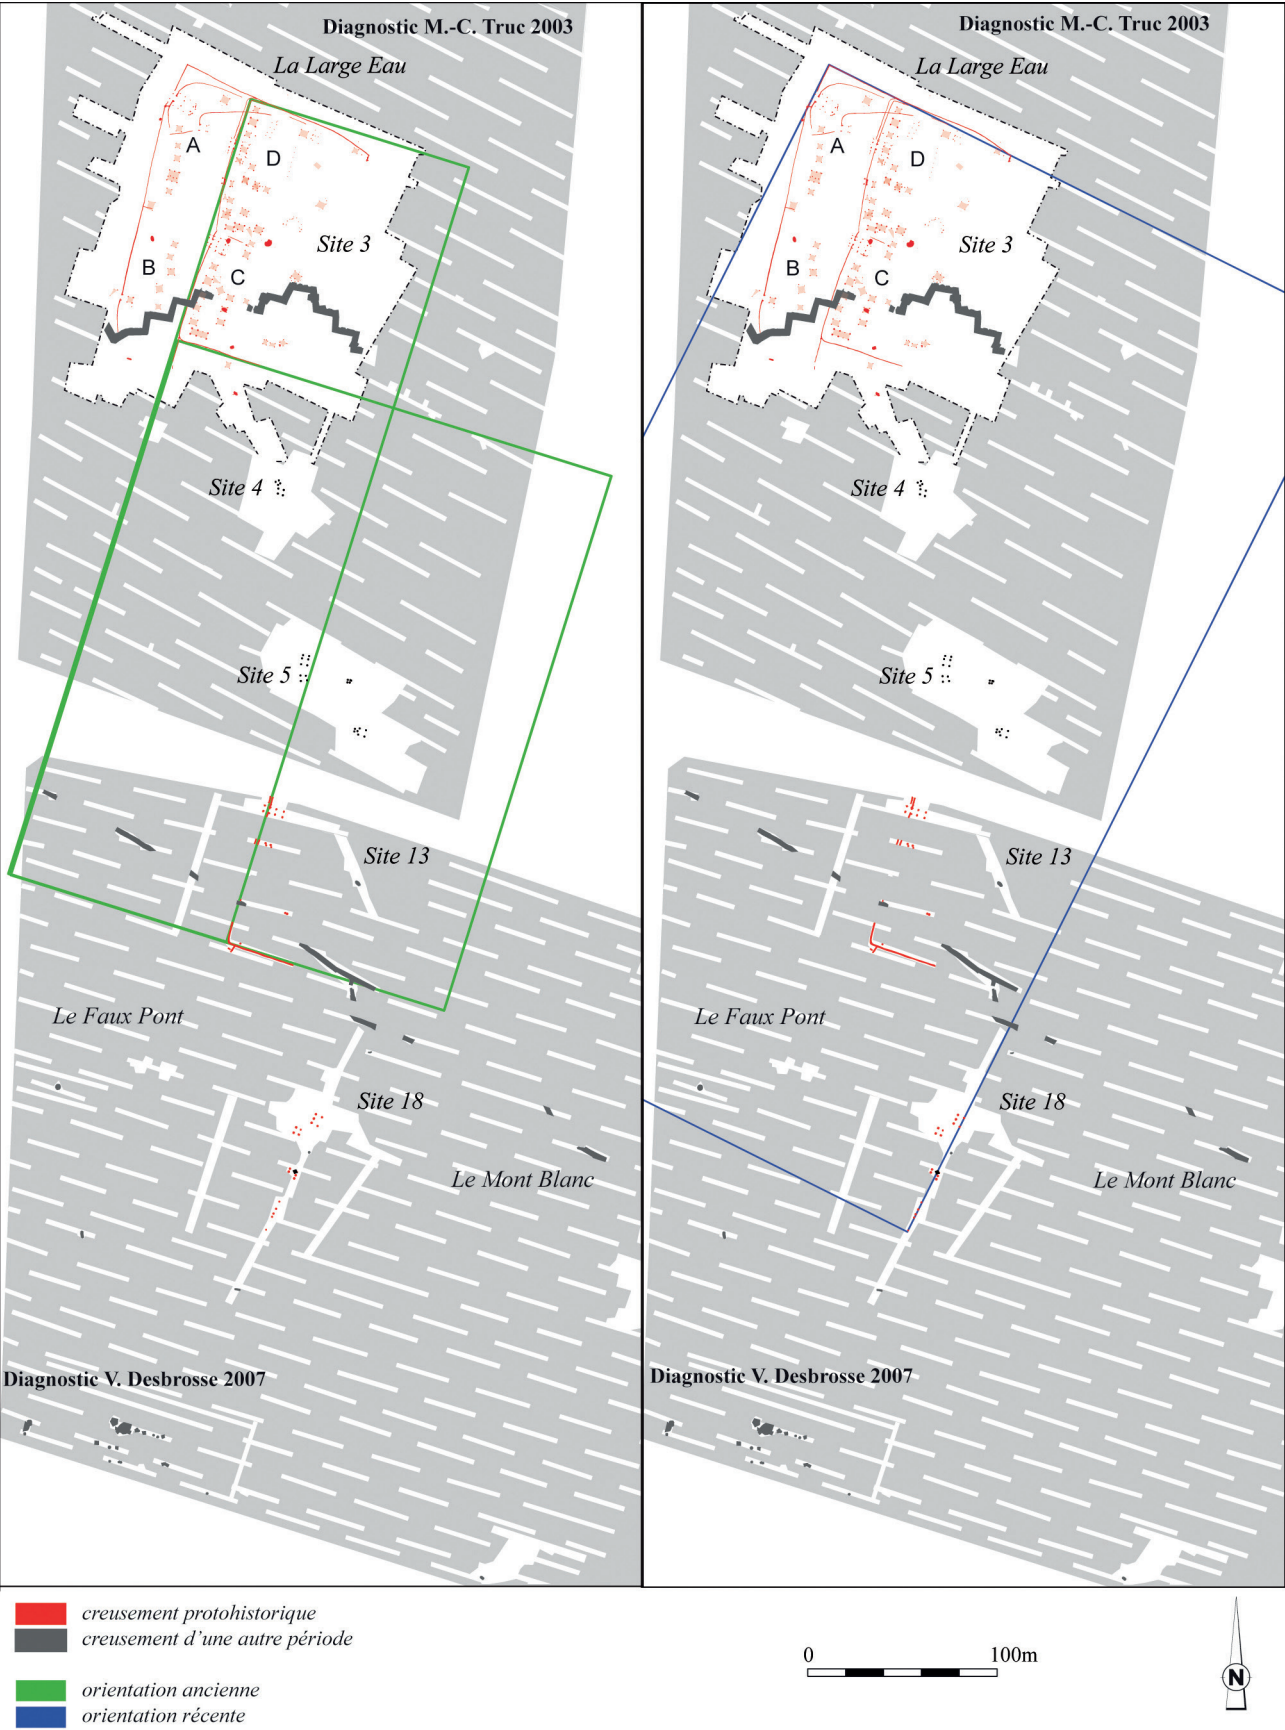 Diagnostic M.-C. Truc 2003
La Large Eau
A
D
Site 3
B
C
Site 4
Site 5
Site 13
Le Faux Pont
Site 18
Le Mont Blanc
Diagnostic V. Desbrosse 2007
Diagnostic M.-C. Truc 2003
La Large Eau
A
D
Site 3
B
C
Site 4
Site 5
Site 13
Le Faux Pont
Site 18
Le Mont Blanc
Diagnostic V. Desbrosse 2007
creusement protohistorique
creusement d'une autre période
orientation ancienne
orientation récente
0 100m
N